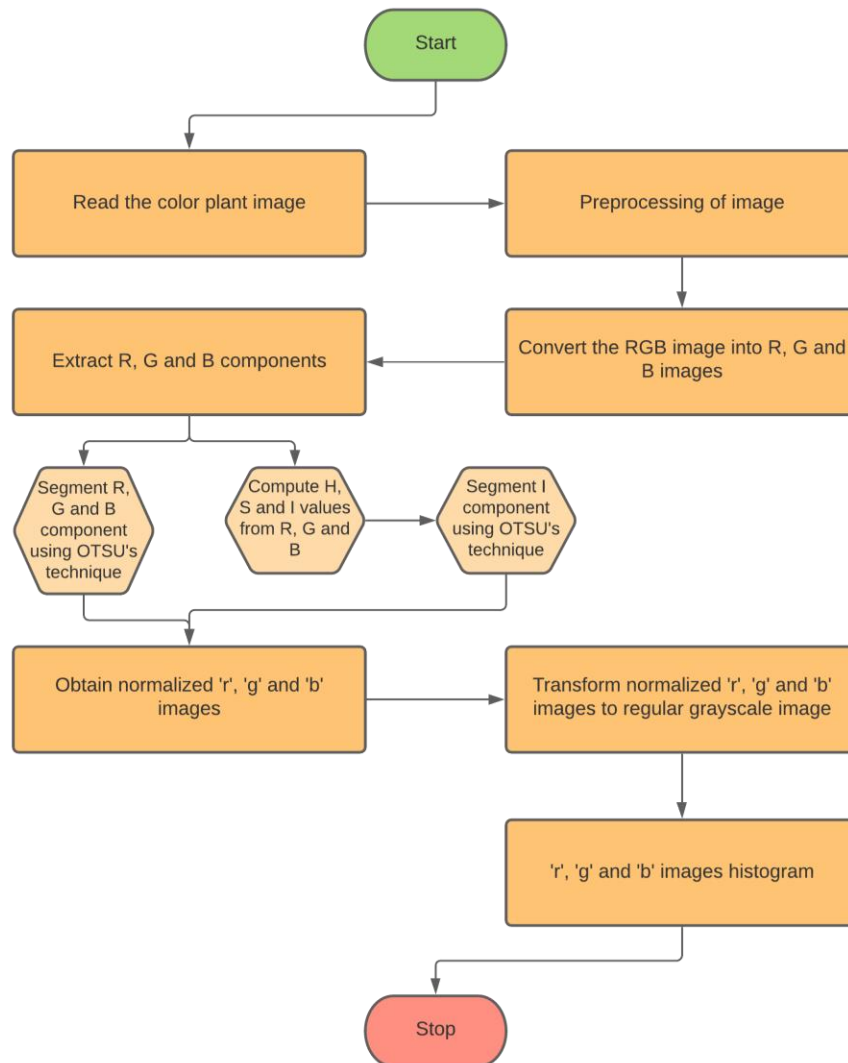 Start
Read the color plant image
Preprocessing of image
Convert the RGB image into R, G and
B images
Extract R, G and B components
Segment R,
G and B
component
using OTSU's
technique
Compute H,
S and I values
from R, G and
B
Segment I
component
using OTSU's
technique
Obtain normalized 'r', 'g' and 'b'
images
Transform normalized 'r', 'g' and 'b'
images to regular grayscale image
'r', 'g' and 'b' images histogram
Stop